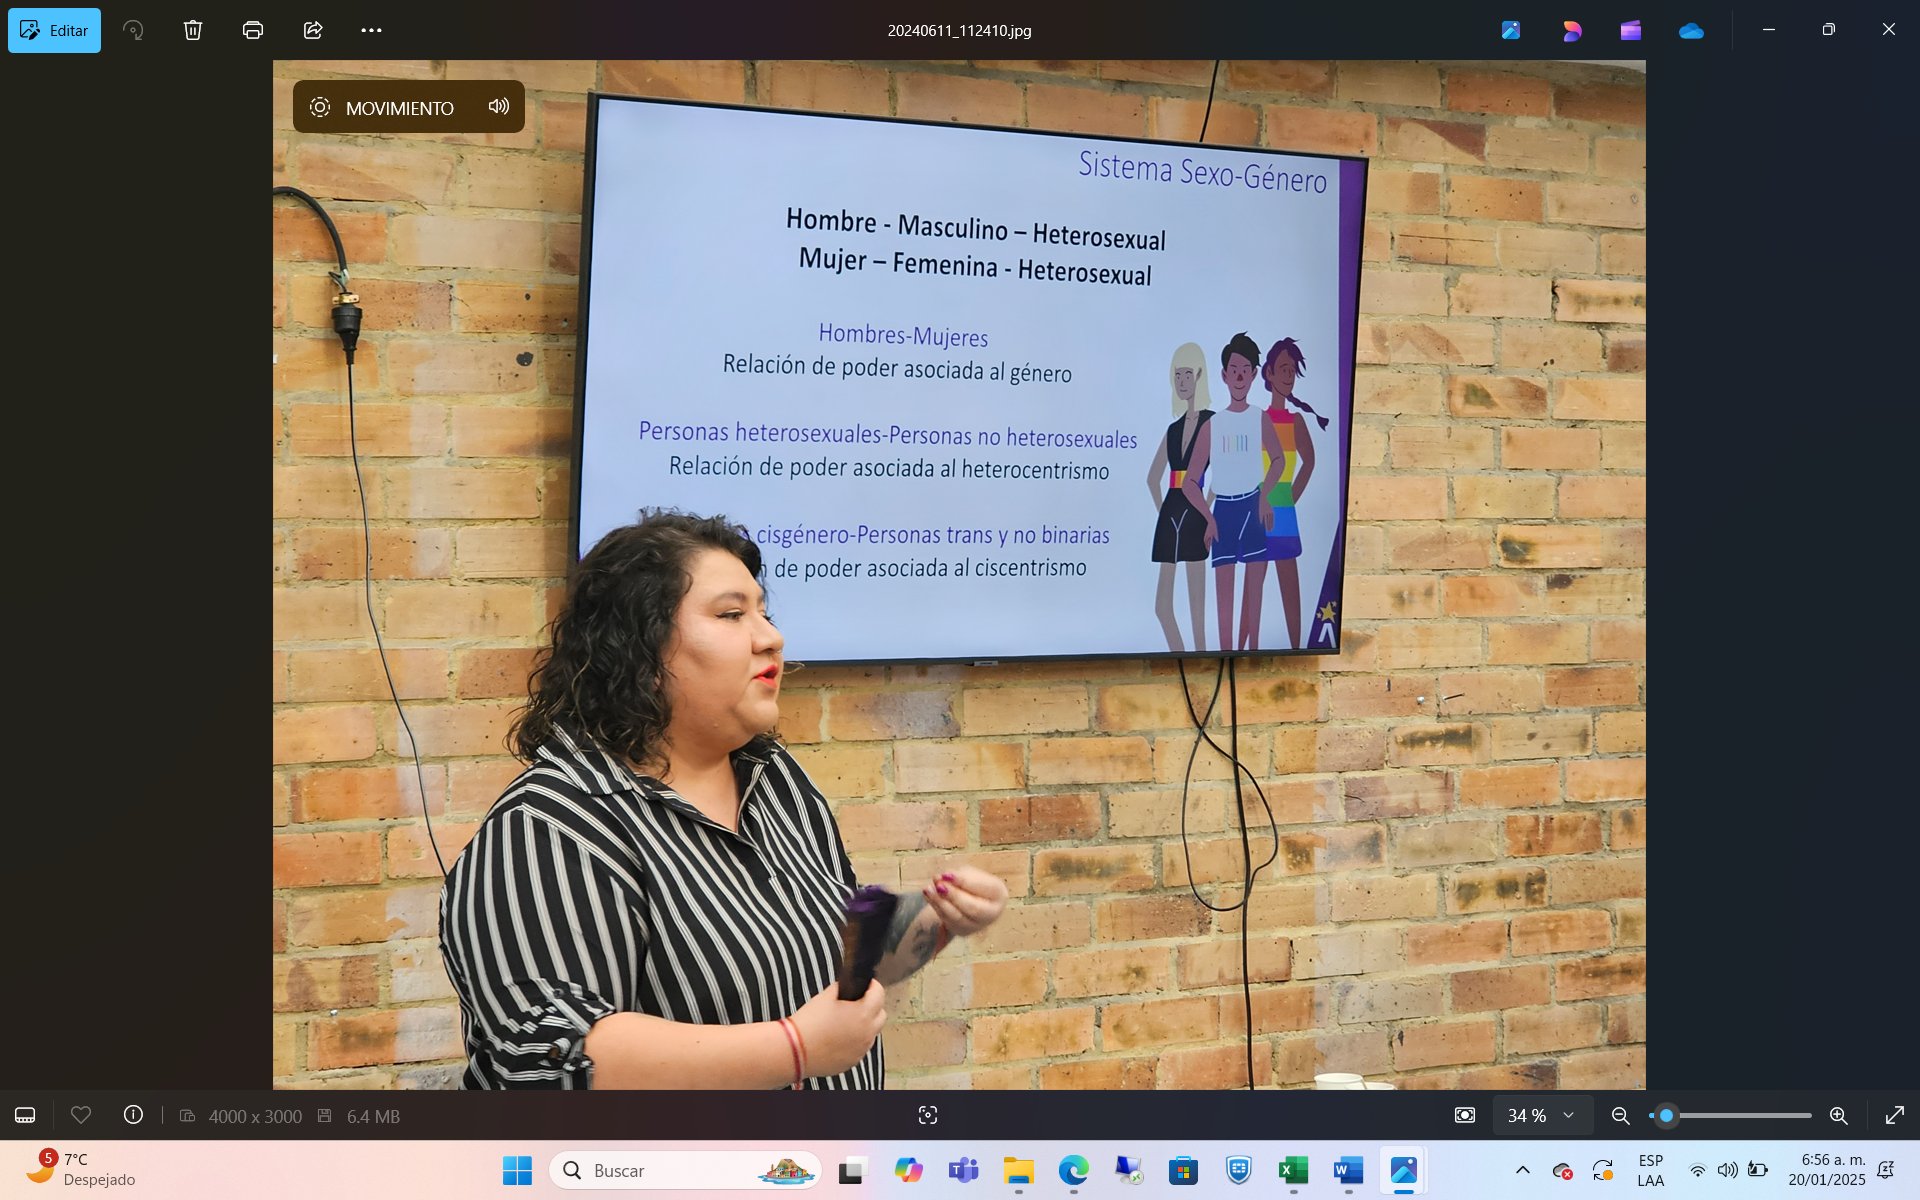 Editar
20240611_112410.jpg
MOVIMIENTO
Sistema Sexo-Género
Hombre - Masculino – Heterosexual
Mujer – Femenina - Heterosexual
Hombres-Mujeres
Relación de poder asociada al género
Personas heterosexuales-Personas no heterosexuales
Relación de poder asociada al heterocentrismo
cisgénero-Personas trans y no binarias
de poder asociada al ciscentrismo
4000 x 3000
6.4 MB
34 %
5
7°C
Despejado
Buscar
ESP
LAA
6:56 a. m.
20/01/2025